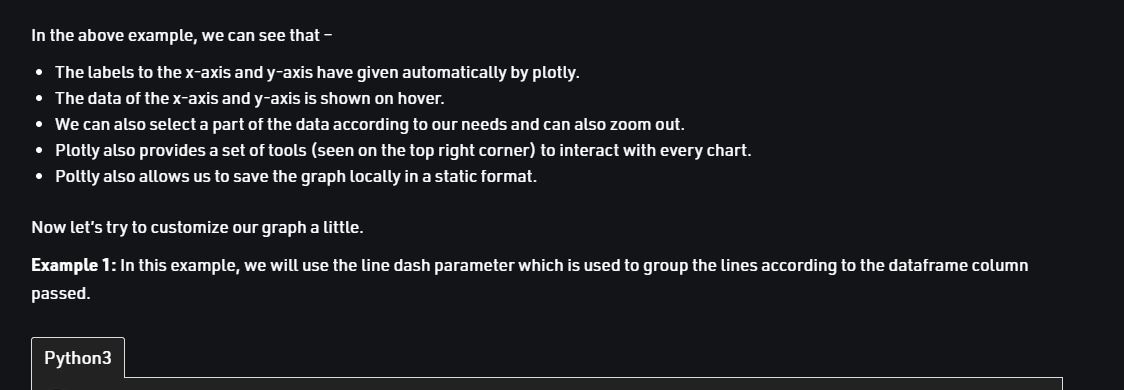 In the above example, we can see that –
• The labels to the x-axis and y-axis have given automatically by plotly.
• The data of the x-axis and y-axis is shown on hover.
• We can also select a part of the data according to our needs and can also zoom out.
• Plotly also provides a set of tools (seen on the top right corner) to interact with every chart.
• Poltly also allows us to save the graph locally in a static format.
Now let's try to customize our graph a little.
Example 1: In this example, we will use the line dash parameter which is used to group the lines according to the dataframe column
passed.
Python3